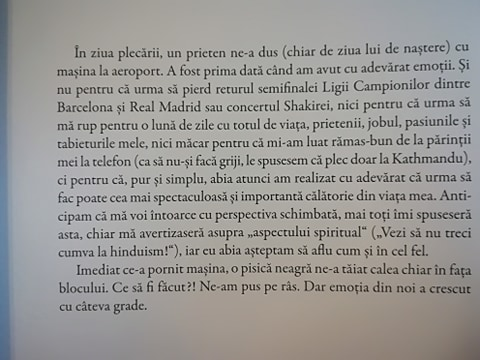 În ziua plecării, un prieten ne-a dus (chiar de ziua lui de naștere) cu
mașina la aeroport. A fost prima dată când am avut cu adevărat emoții. Și
nu pentru că urma să pierd returul semifinalei Ligii Campionilor dintre
Barcelona și Real Madrid sau concertul Shakirei, nici pentru că urma să
mă rup pentru o lună de zile cu totul de viața, prietenii, jobul, pasiunile și
tabieturile mele, nici măcar pentru că mi-am luat rămas-bun de la părinții
mei la telefon (ca să nu-și facă griji, le spusesem că plec doar la Kathmandu),
ci pentru că, pur și simplu, abia atunci am realizat cu adevărat că urma să
fac poate cea mai spectaculoasă și importantă călătorie din viața mea. Anti-
cipam că mă voi întoarce cu perspectiva schimbată, mai toți îmi spuseseră
asta, chiar mă avertizaseră asupra „aspectului spiritual“ („Vezi să nu treci
cumva la hinduism!“), iar eu abia așteptam să aflu cum și în cel fel.
Imediat ce-a pornit mașina, o pisică neagră ne-a tăiat calea chiar în fața
blocului. Ce să fi făcut?! Ne-am pus pe râs. Dar emoția din noi a crescut
cu câteva grade.